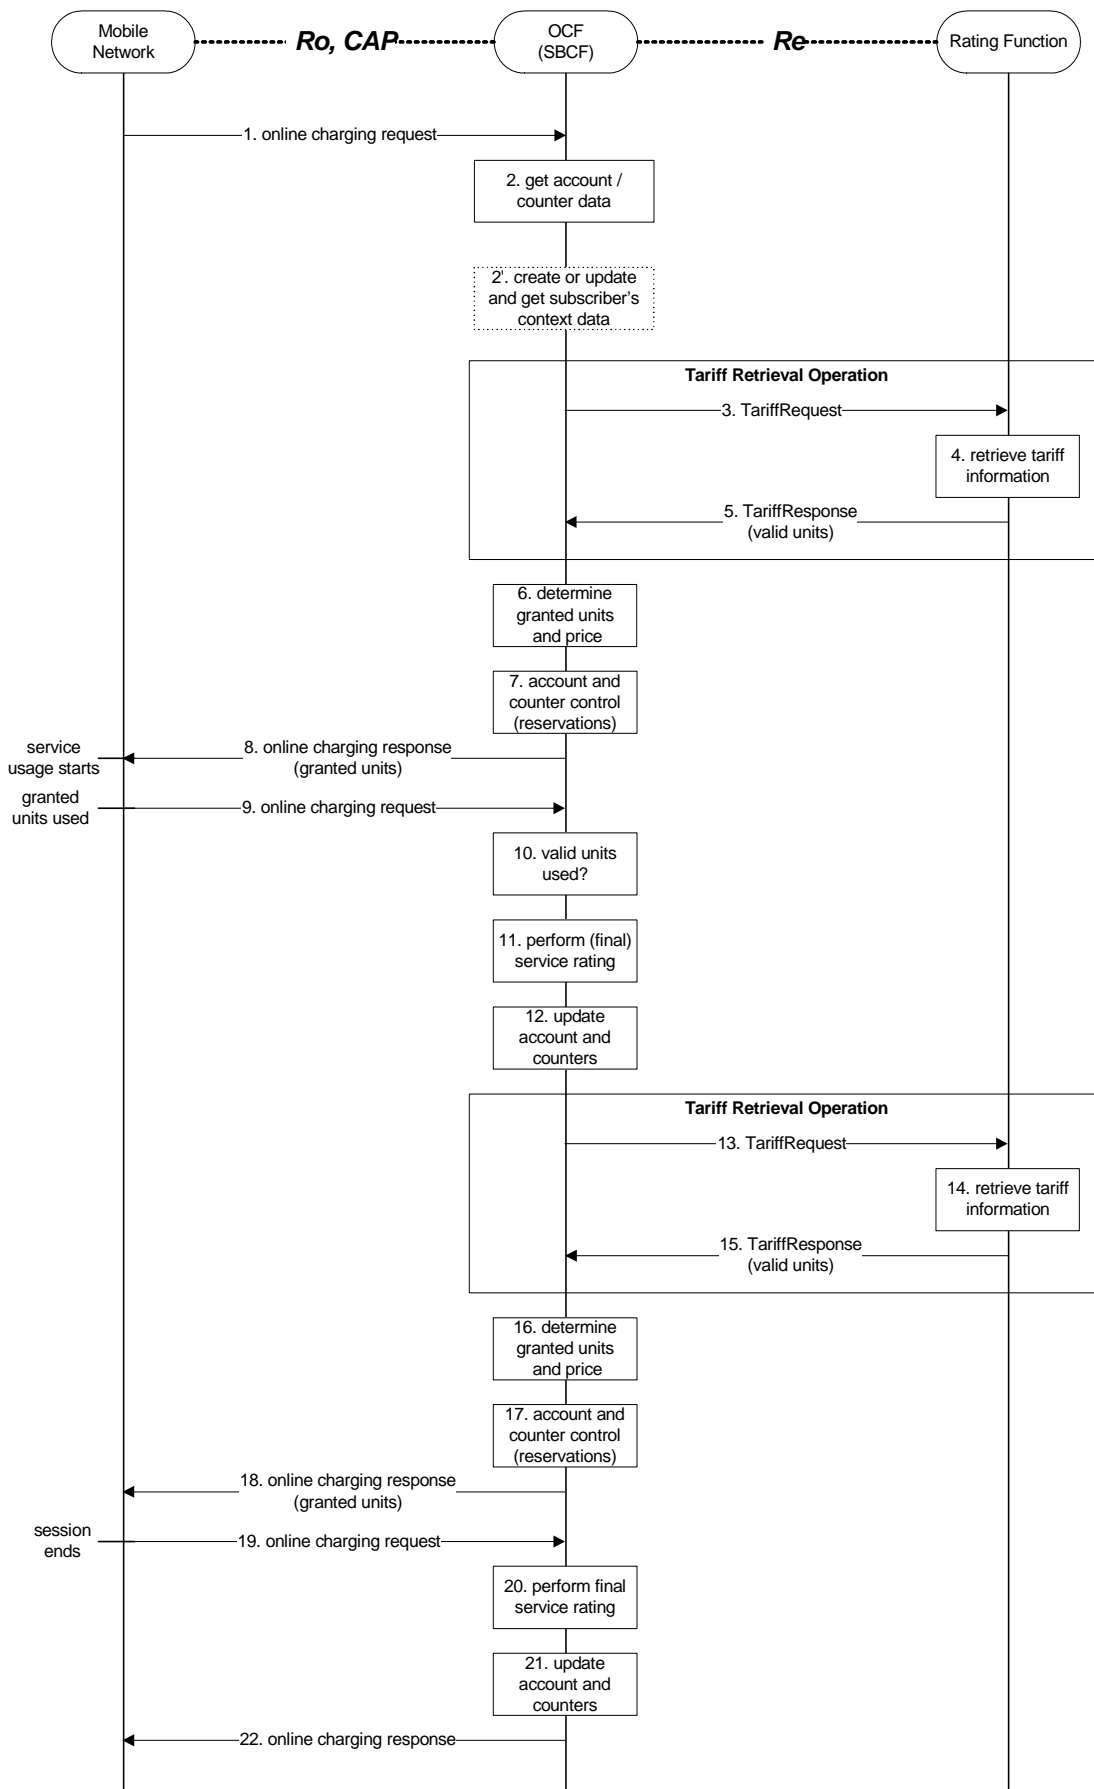 Mobile
Network
Ro, CAP
OCF
(SBCF)
Re
Rating Function
1. online charging request
2. get account /
counter data
2'. create or update
and get subscriber's
context data
Tariff Retrieval Operation
3. TariffRequest
4. retrieve tariff
information
5. TariffResponse
(valid units)
6. determine
granted units
and price
7. account and
counter control
(reservations)
service
usage starts
8. online charging response
(granted units)
granted
units used
9. online charging request
10. valid units
used?
11. perform (final)
service rating
12. update
account and
counters
Tariff Retrieval Operation
13. TariffRequest
14. retrieve tariff
information
15. TariffResponse
(valid units)
16. determine
granted units
and price
17. account and
counter control
(reservations)
18. online charging response
(granted units)
session
ends
19. online charging request
20. perform final
service rating
21. update
account and
counters
22. online charging response